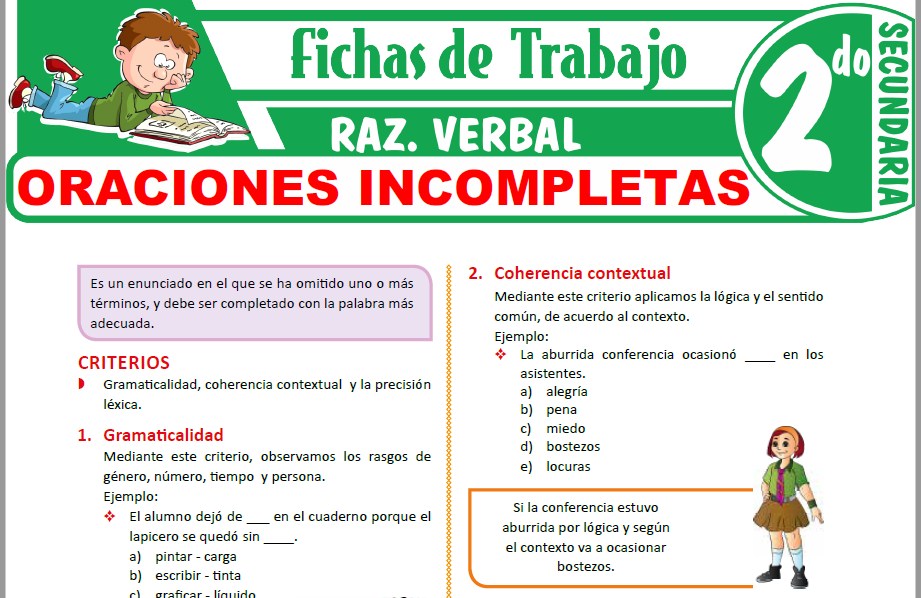 Fichas de Trabajo
RAZ. VERBAL
2do
SECUNDARIA
ORACIONES INCOMPLETAS
Es un enunciado en el que se ha omitido uno o más
términos, y debe ser completado con la palabra más
adecuada.
CRITERIOS
Gramaticalidad, coherencia contextual y la precisión
léxica.
1. Gramaticalidad
Mediante este criterio, observamos los rasgos de
género, número, tiempo y persona.
Ejemplo:
❖ El alumno dejó de ___ en el cuaderno porque el
lapicero se quedó sin ____.
a) pintar - carga
b) escribir - tinta
c) graficar - líquido
2. Coherencia contextual
Mediante este criterio aplicamos la lógica y el sentido
común, de acuerdo al contexto.
Ejemplo:
❖ La aburrida conferencia ocasionó ____ en los
asistentes.
a) alegría
b) pena
c) miedo
d) bostezos
e) locuras
Si la conferencia estuvo
aburrida por lógica y según
el contexto va a ocasionar
bostezos.